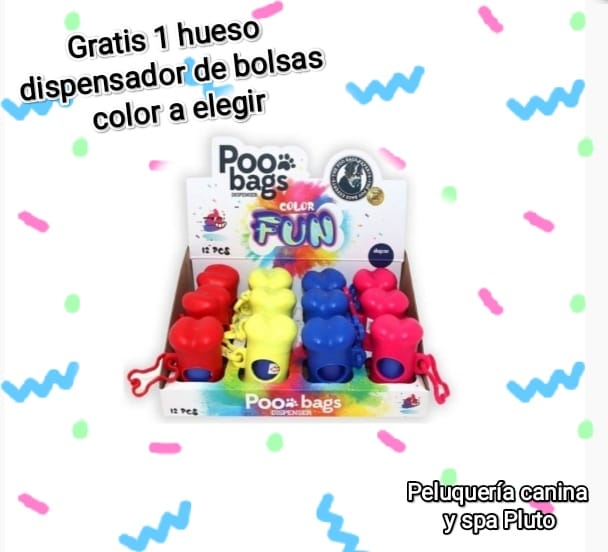 Gratis 1 hueso
dispensador de bolsas
color a elegir
Poo
bags
DISPENSER
COLOR
FUN
12 PCS
12 PCS
Poo bags
DISPENSER
Peluquería canina
y spa Pluto